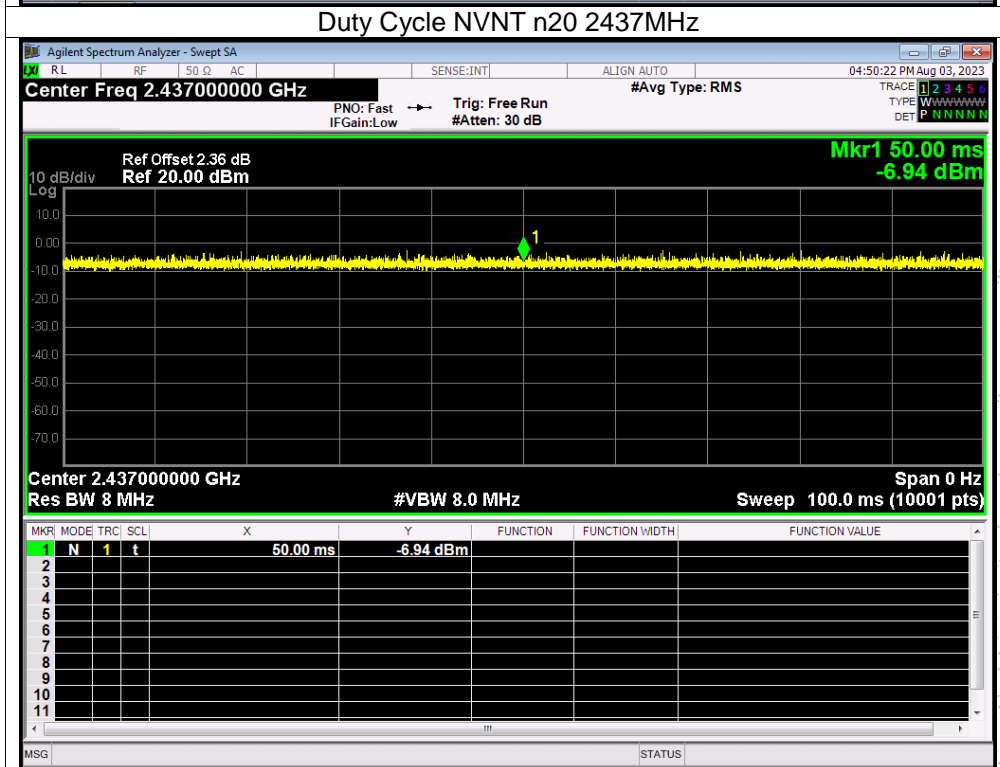 Duty Cycle NVNT n20 2437MHz
Agilent Spectrum Analyzer - Swept SA
LXI RL RF 50 Ω AC SENSE:INT ALIGN AUTO 04:50:22 PM Aug 03, 2023
Center Freq 2.437000000 GHz #Avg Type: RMS TRACE 1 2 3 4 5 6
PNO: Fast Trig: Free Run TYPE WWWWWW
IFGain:Low #Atten: 30 dB DET P N N N N N
Mkr1 50.00 ms
Ref Offset 2.36 dB
10 dB/div Ref 20.00 dBm -6.94 dBm
Log
10.0
1
0.00
-10.0
-20.0
-30.0
-40.0
-50.0
-60.0
-70.0
Center 2.437000000 GHz Span 0 Hz
Res BW 8 MHz #VBW 8.0 MHz Sweep 100.0 ms (10001 pts)
MKR MODE TRC SCL X Y FUNCTION FUNCTION WIDTH FUNCTION VALUE
1 N 1 t 50.00 ms -6.94 dBm
2
3
4
5
6
7
8
9
10
11
MSG STATUS